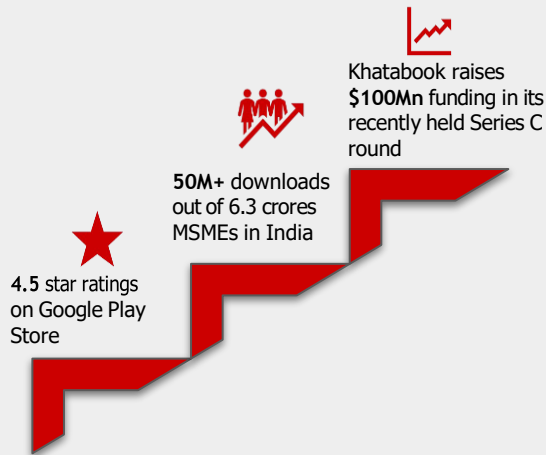 Khatabook raises
$100Mn funding in its
recently held Series C
round
50M+ downloads
out of 6.3 crores
MSMEs in India
4.5 star ratings
on Google Play
Store